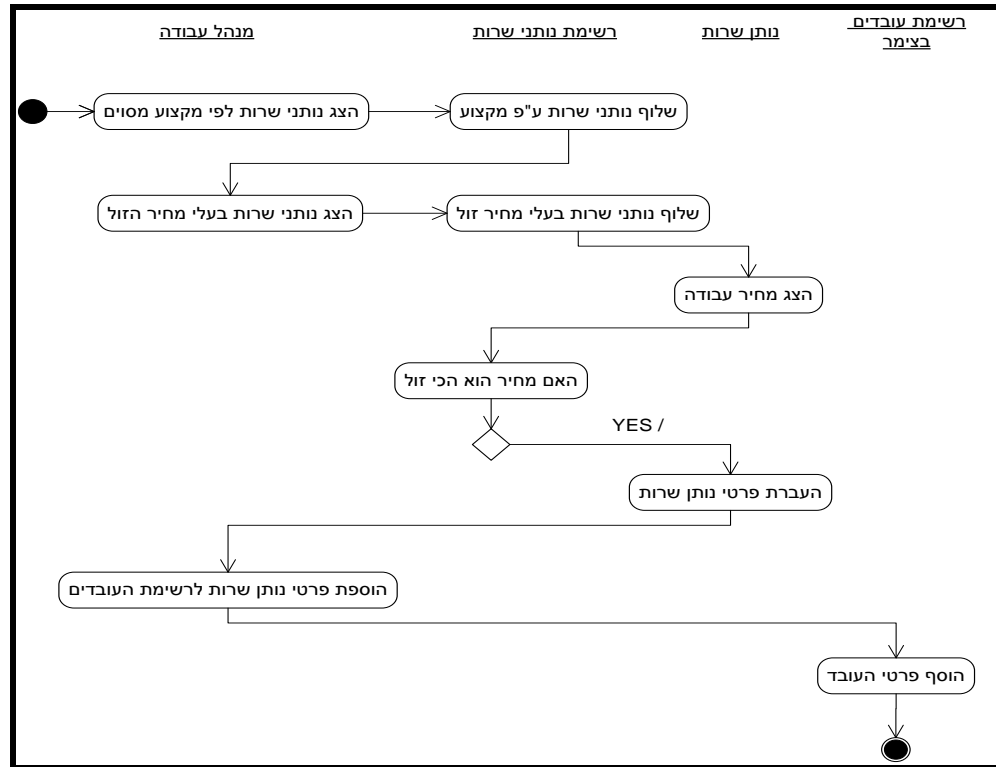 רשימת עובדים
בצימר
נותן שרות
רשימת נותני שרות
מנהל עבודה
הצג נותני שרות לפי מקצוע מסוים
שלוף נותני שרות ע"פ מקצוע
הצג נותני שרות בעלי מחיר הזול
שלוף נותני שרות בעלי מחיר זול
הצג מחיר עבודה
האם מחיר הוא הכי זול
YES /
העברת פרטי נותן שרות
הוספת פרטי נותן שרות לרשימת העובדים
הוסף פרטי העובד